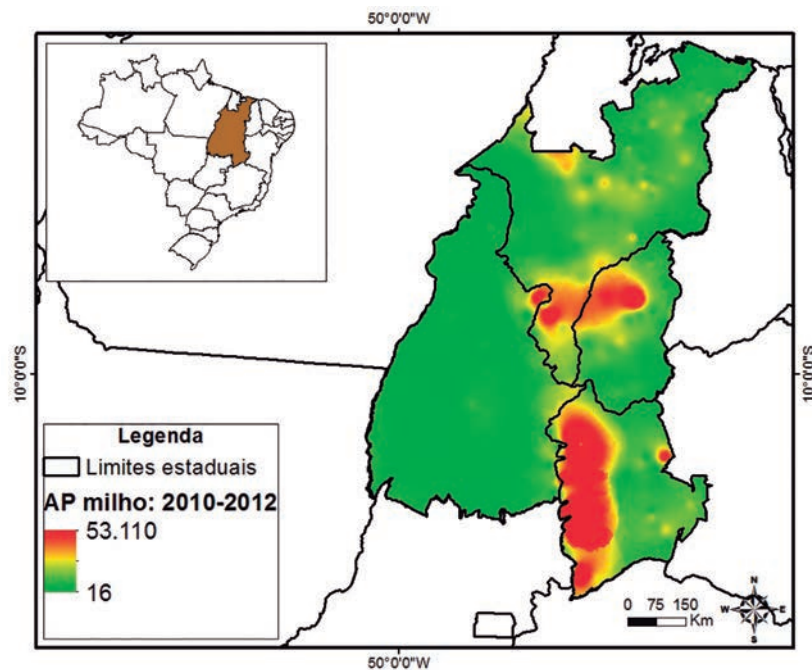 50°0'0"W
10°0'0"S
10°0'0"S
Legenda
Limites estaduais
AP milho: 2010-2012
53.110
16
N
W E
S
0 75 150
Km
50°0'0"W